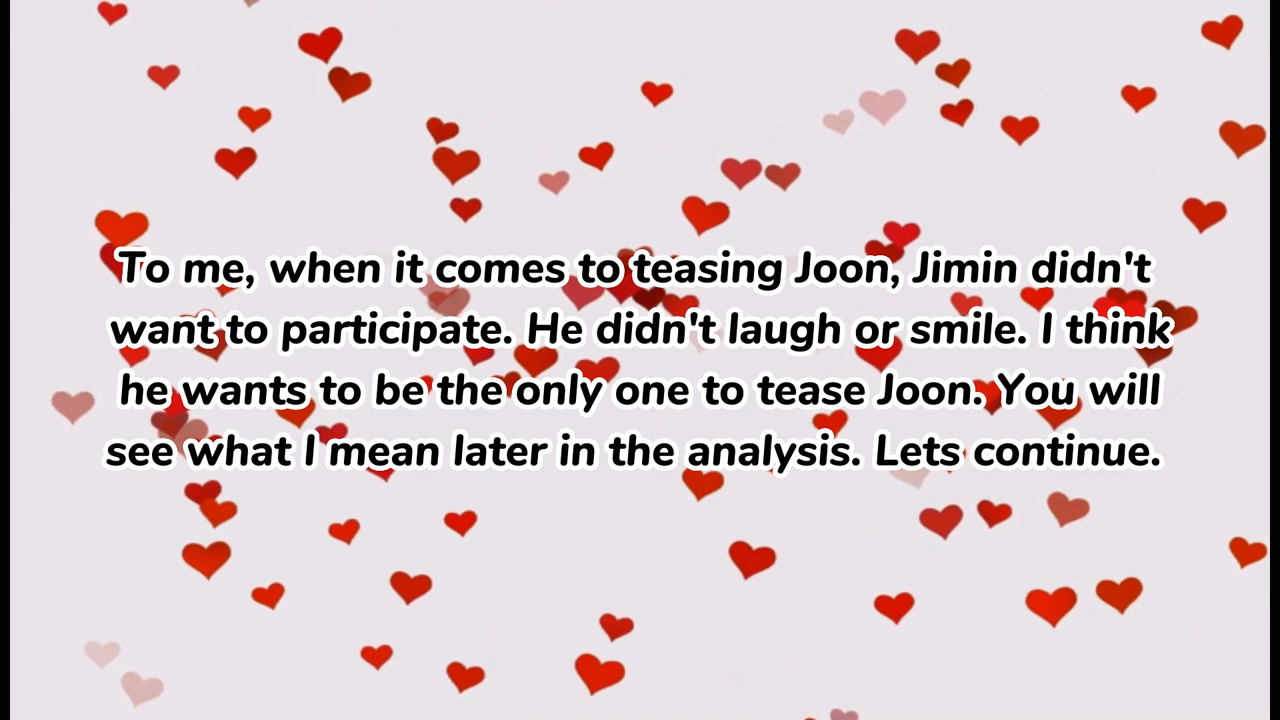 To me, when it comes to teasing Joon, Jimin didn't
want to participate. He didn't laugh or smile. I think
he wants to be the only one to tease Joon. You will
see what I mean later in the analysis. Lets continue.